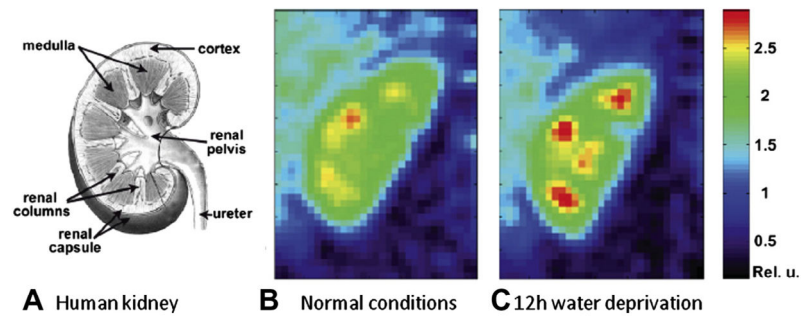 medulla
cortex
renal
pelvis
renal
columns
ureter
renal
capsule
2.5
2
1.5
1
0.5
Rel. u.
A Human kidney
B Normal conditions
C 12h water deprivation